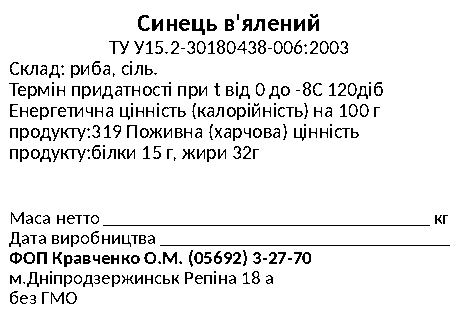 Синець в'ялений
ТУ У15.2-30180438-006:2003
Склад: риба, сіль.
Термін придатності при t від 0 до -8С 120діб
Енергетична цінність (калорійність) на 100 г
продукту:319 Поживна (харчова) цінність
продукту:білки 15 г, жири 32г
Маса нетто ________________________________ кг
Дата виробництва ____________________________
ФОП Кравченко О.М. (05692) 3-27-70
м.Дніпродзержинськ Репіна 18 а
без ГМО